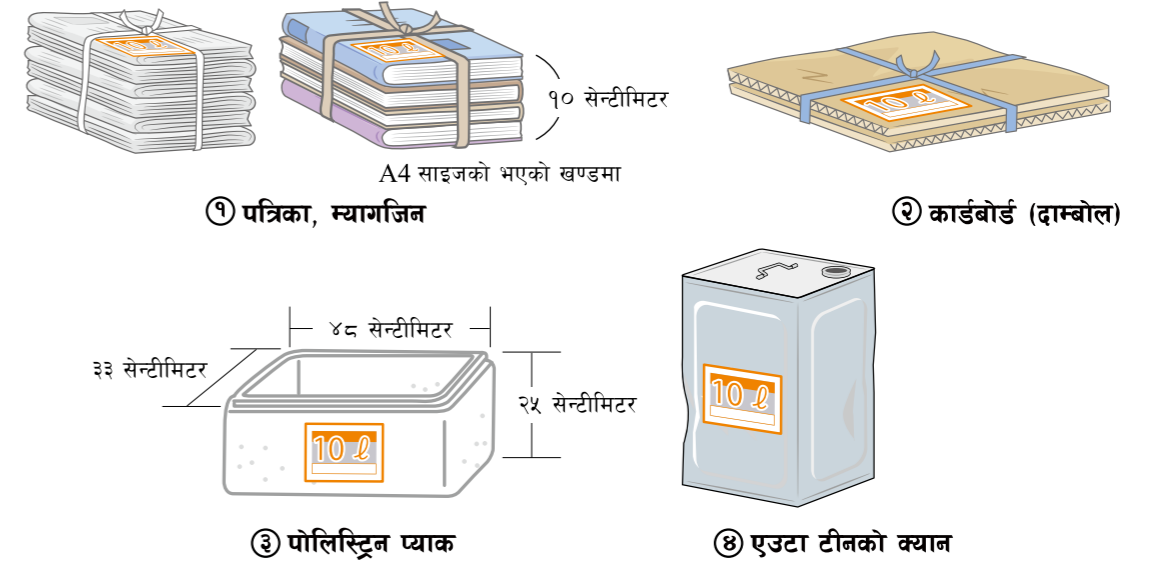 10 ℓ
10 ℓ
१० सेन्टीमिटर
A4 साइजको भएको खण्डमा
① पत्रिका, म्यागजिन
10 ℓ
② कार्डबोर्ड (दाम्बोल)
४८ सेन्टीमिटर
३३ सेन्टीमिटर
२५ सेन्टीमिटर
10 ℓ
③ पोलिस्ट्रिन प्याक
10 ℓ
④ एउटा टीनको क्यान